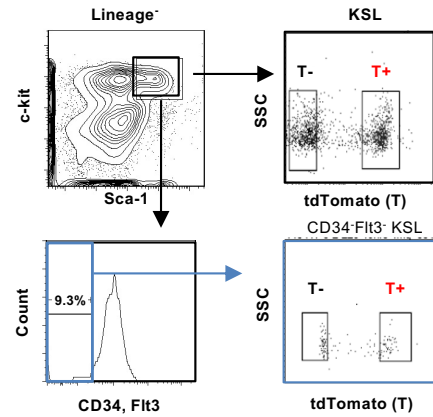 Lineage-
KSL
c-kit
Sca-1
SSC
T-
T+
tdTomato (T)
Count
9.3%
CD34, Flt3
CD34-Flt3- KSL
SSC
T-
T+
tdTomato (T)